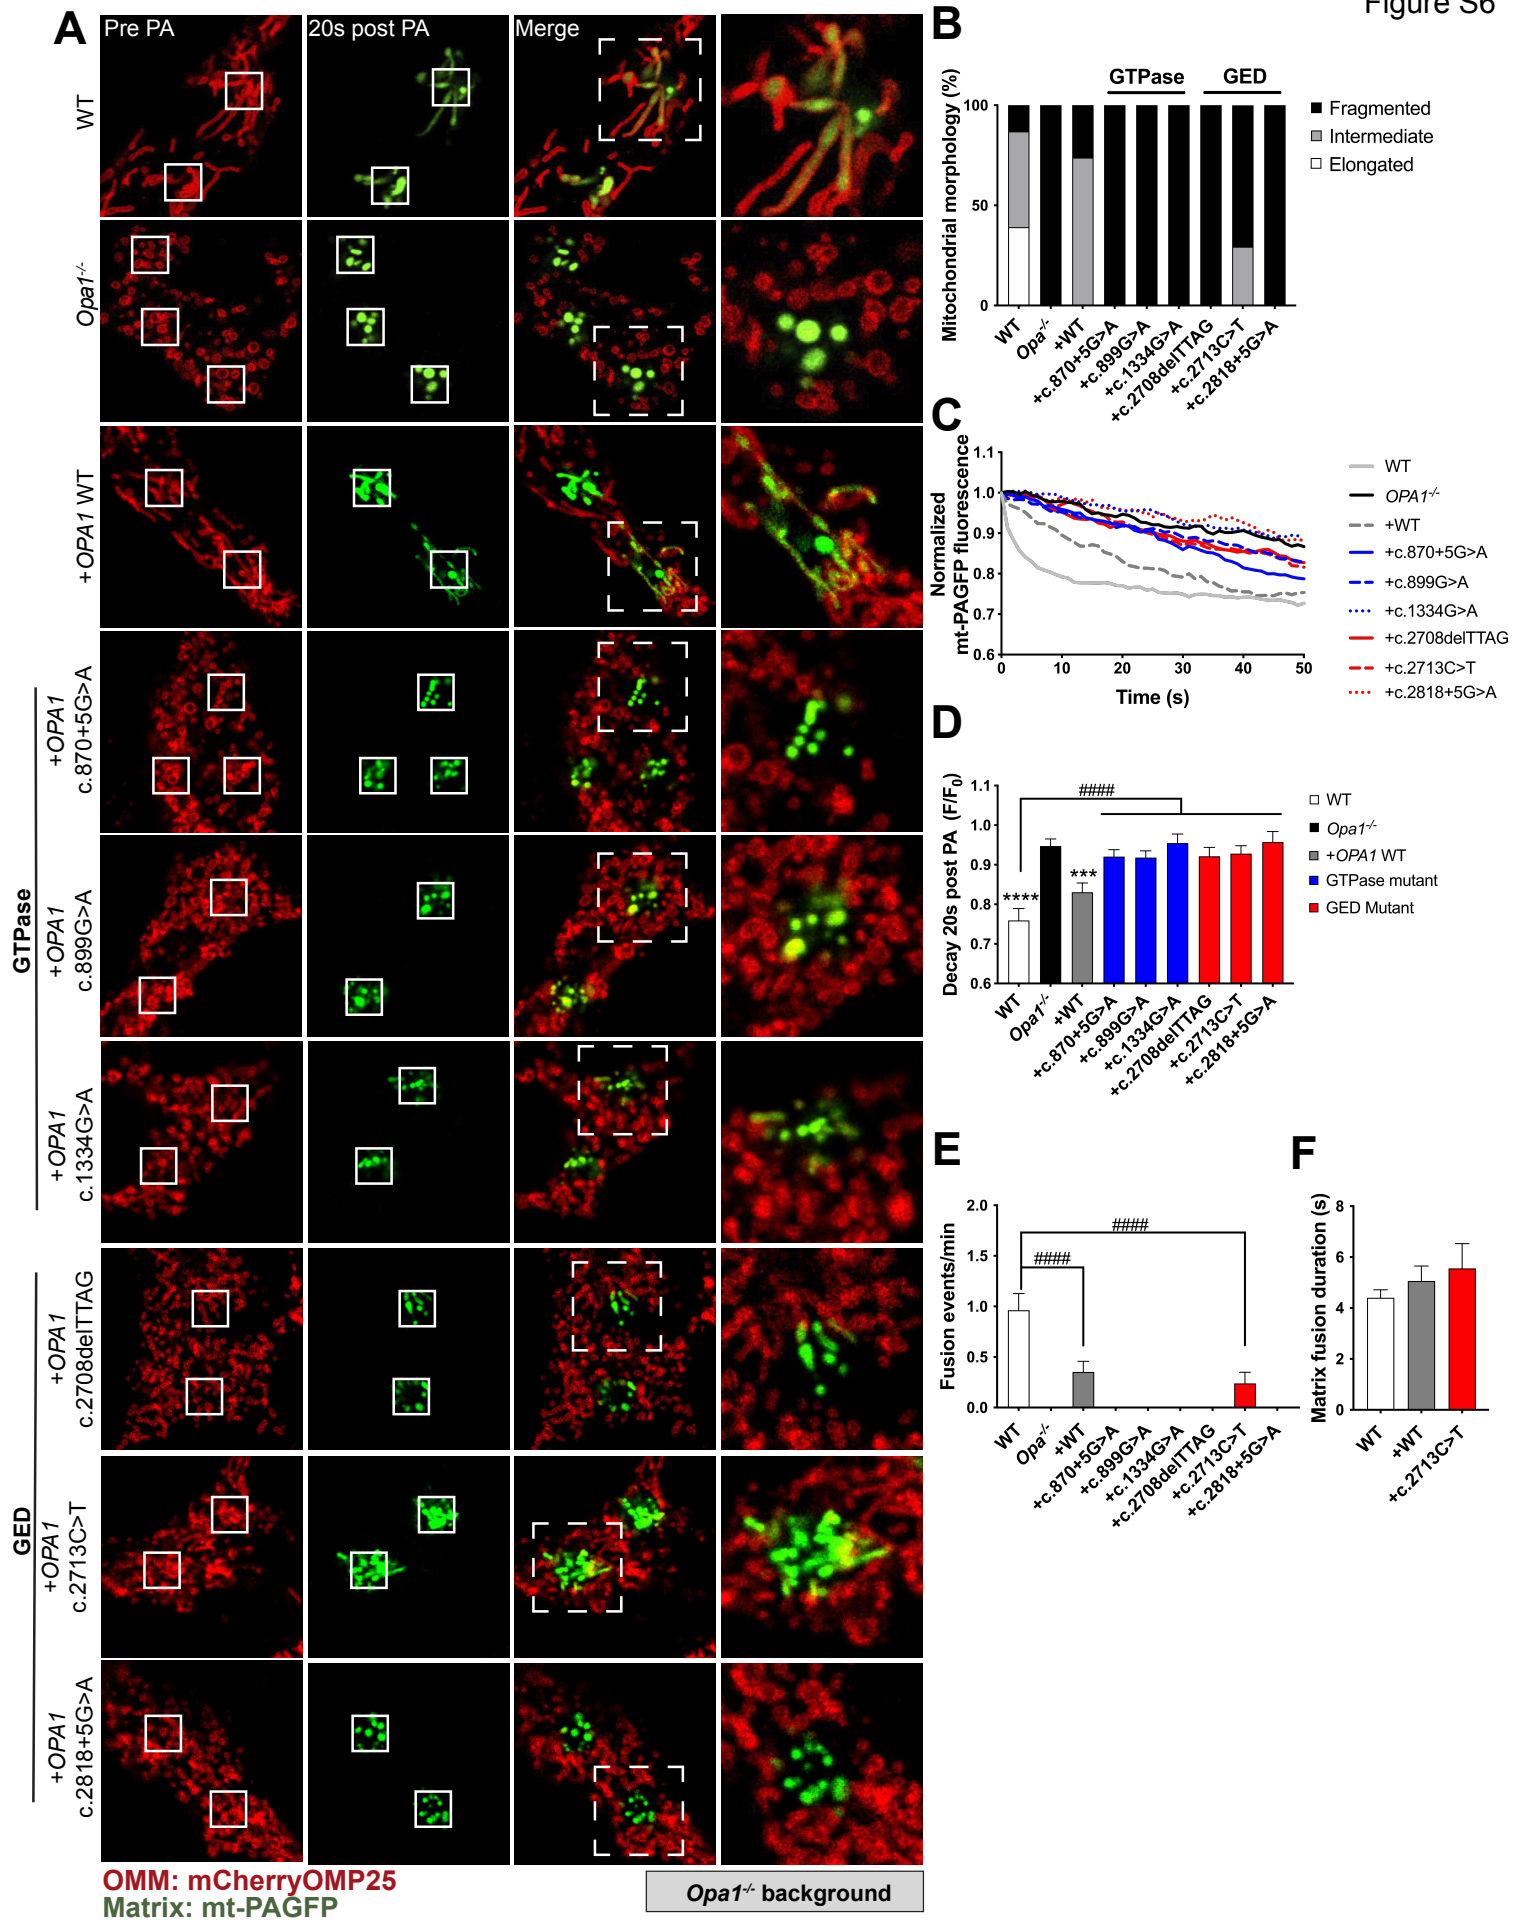 Figure S6
A
Pre PA
20s post PA
Merge
WT
Opa1-/-
+OPA1 WT
GTPase
+OPA1
c.870+5G>A
+OPA1
c.899G>A
+OPA1
c.1334G>A
GED
+OPA1
c.2708delTTAG
+OPA1
c.2713C>T
+OPA1
c.2818+5G>A
OMM: mCherryOMP25
Matrix: mt-PAGFP
Opa1-/- background
B
GTPase
GED
Mitochondrial morphology (%)
100
50
0
WT
Opa-/-
+WT
+c.870+5G>A
+c.899G>A
+c.1334G>A
+c.2708delTTAG
+c.2713C>T
+c.2818+5G>A
Fragmented
Intermediate
Elongated
C
Normalized
mt-PAGFP fluorescence
1.1
1.0
0.9
0.8
0.7
0.6
0
10
20
30
40
50
Time (s)
WT
OPA1-/-
+WT
+c.870+5G>A
+c.899G>A
+c.1334G>A
+c.2708delTTAG
+c.2713C>T
+c.2818+5G>A
D
Decay 20s post PA (F/F0)
1.1
1.0
0.9
0.8
0.7
0.6
####
****
***
WT
Opa1-/-
+WT
+c.870+5G>A
+c.899G>A
+c.1334G>A
+c.2708delTTAG
+c.2713C>T
+c.2818+5G>A
WT
Opa1-/-
+OPA1 WT
GTPase mutant
GED Mutant
E
Fusion events/min
2.0
1.5
1.0
0.5
0.0
####
####
WT
Opa-/-
+WT
+c.870+5G>A
+c.899G>A
+c.1334G>A
+c.2708delTTAG
+c.2713C>T
+c.2818+5G>A
F
Matrix fusion duration (s)
8
6
4
2
0
WT
+WT
+c.2713C>T